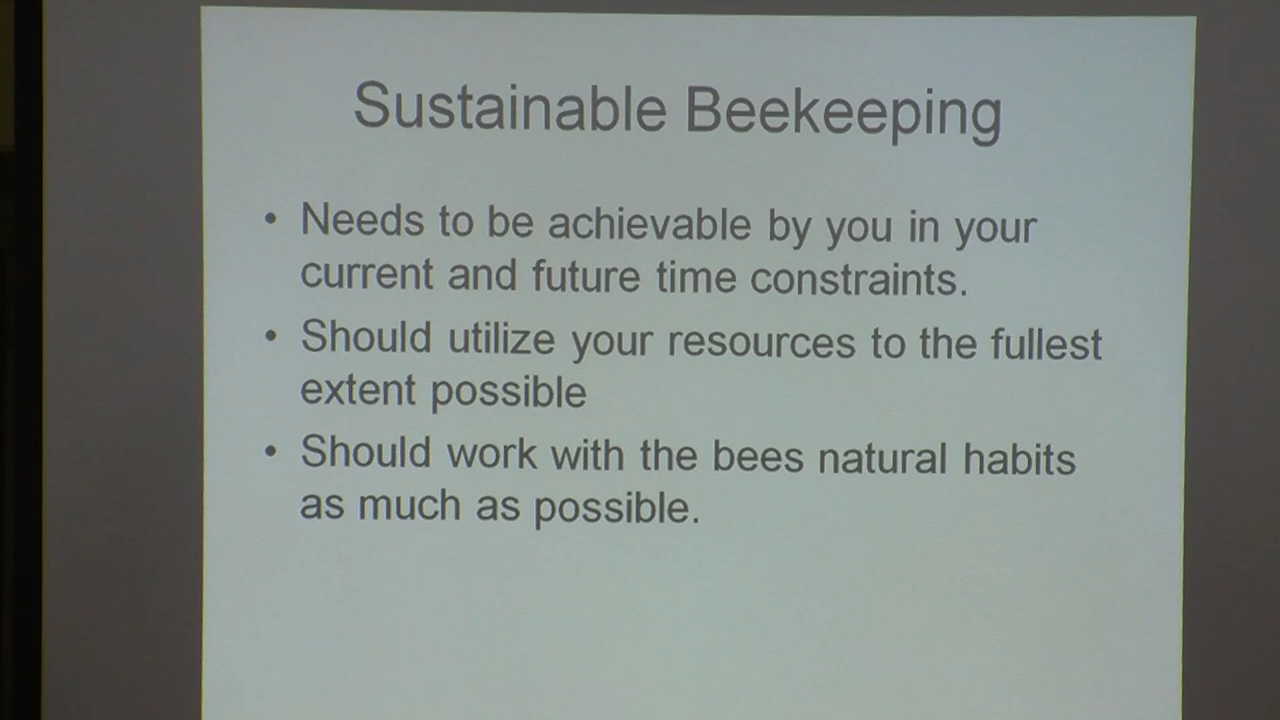 Sustainable Beekeeping
• Needs to be achievable by you in your
current and future time constraints.
• Should utilize your resources to the fullest
extent possible
• Should work with the bees natural habits
as much as possible.